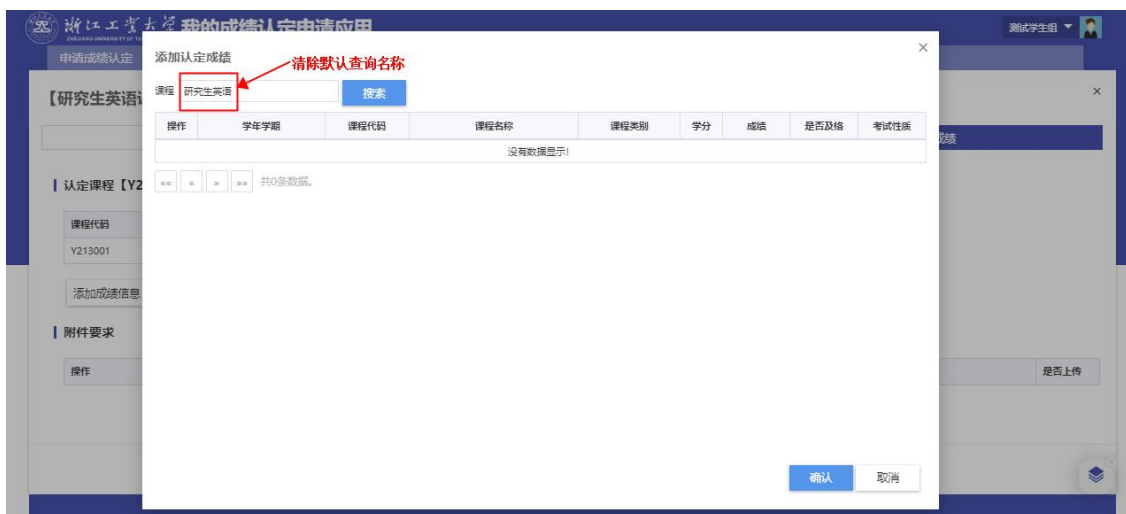 浙江工业大学 我的成绩认定申请应用
测试学生组
申请成绩认定
添加认定成绩
清除默认查询名称
【研究生英语
课程 研究生英语 搜索
操作 学年学期 课程代码 课程名称 课程类别 学分 成绩 是否及格 考试性质
没有数据显示!
成绩
«« « » »» 共0条数据。
认定课程【Y2
课程代码
Y213001
添加成绩信息
附件要求
操作 是否上传
确认 取消